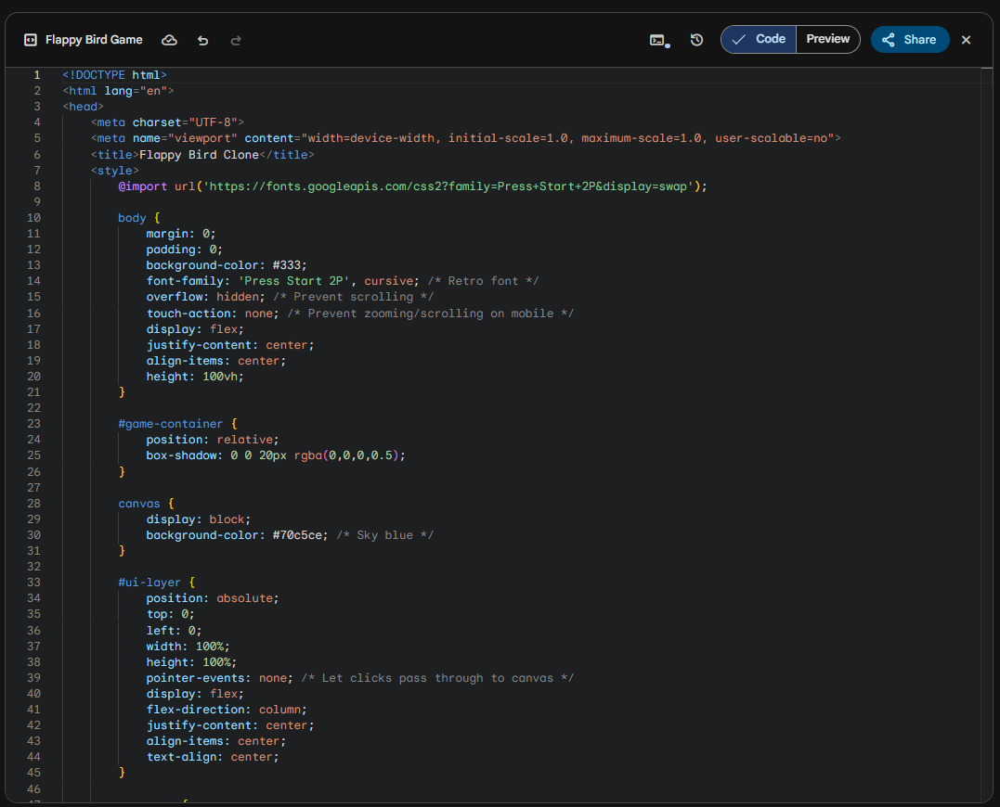 Flappy Bird Game
Code
Preview
Share
1 <!DOCTYPE html>
2 <html lang="en">
3 <head>
4     <meta charset="UTF-8">
5     <meta name="viewport" content="width=device-width, initial-scale=1.0, maximum-scale=1.0, user-scalable=no">
6     <title>Flappy Bird Clone</title>
7     <style>
8         @import url('https://fonts.googleapis.com/css2?family=Press+Start+2P&display=swap');
9
10         body {
11             margin: 0;
12             padding: 0;
13             background-color: #333;
14             font-family: 'Press Start 2P', cursive; /* Retro font */
15             overflow: hidden; /* Prevent scrolling */
16             touch-action: none; /* Prevent zooming/scrolling on mobile */
17             display: flex;
18             justify-content: center;
19             align-items: center;
20             height: 100vh;
21         }
22
23         #game-container {
24             position: relative;
25             box-shadow: 0 0 20px rgba(0,0,0,0.5);
26         }
27
28         canvas {
29             display: block;
30             background-color: #70c5ce; /* Sky blue */
31         }
32
33         #ui-layer {
34             position: absolute;
35             top: 0;
36             left: 0;
37             width: 100%;
38             height: 100%;
39             pointer-events: none; /* Let clicks pass through to canvas */
40             display: flex;
41             flex-direction: column;
42             justify-content: center;
43             align-items: center;
44             text-align: center;
45         }
46